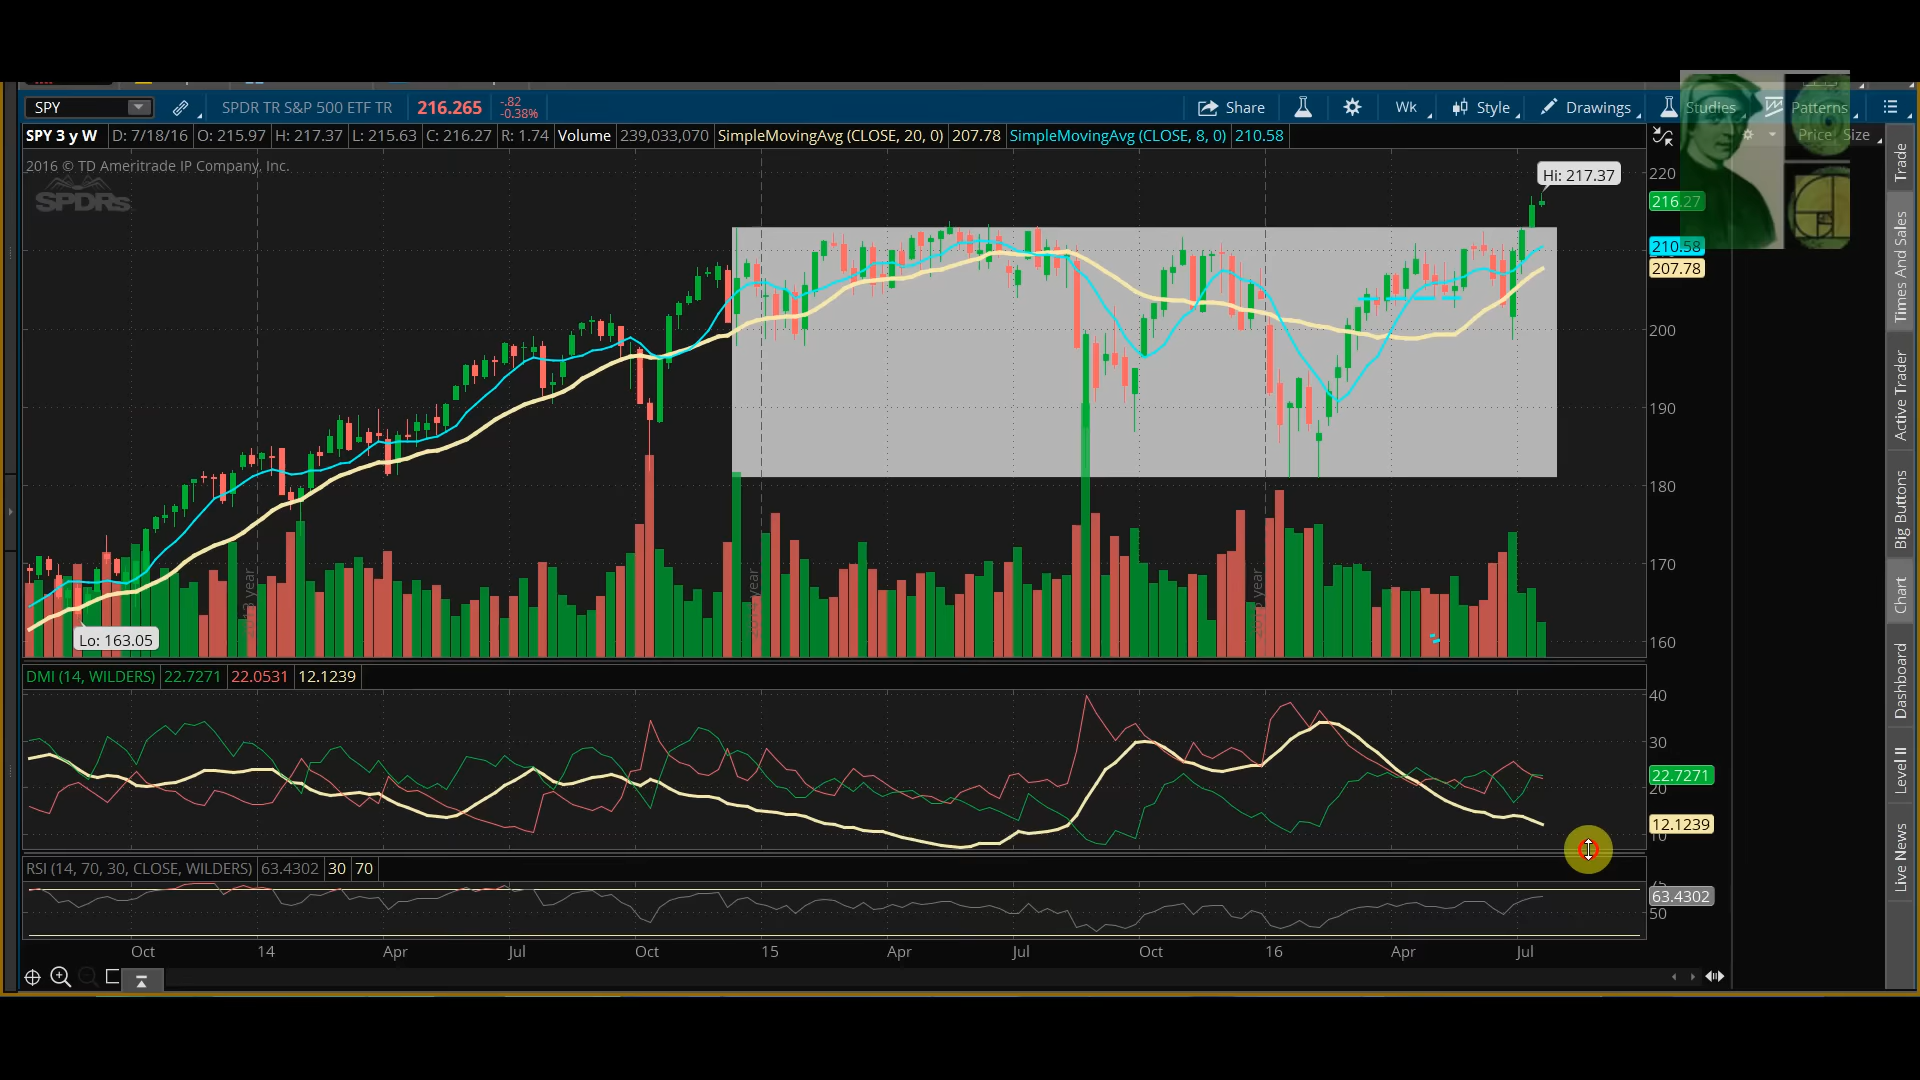 SPY SPDR TR S&P 500 ETF TR 216.265 -.82 -0.38% Share Wk Style Drawings Studies Patterns
SPY 3 y W D: 7/18/16 O: 215.97 H: 217.37 L: 215.63 C: 216.27 R: 1.74 Volume 239,033,070 SimpleMovingAvg (CLOSE, 20, 0) 207.78 SimpleMovingAvg (CLOSE, 8, 0) 210.58 Price Size
2016 © TD Ameritrade IP Company, Inc.
SPDRs
Hi: 217.37
220
216.27
210.58
207.78
200
190
180
170
160
Lo: 163.05
DMI (14, WILDERS) 22.7271 22.0531 12.1239
40
30
22.7271
20
12.1239
10
RSI (14, 70, 30, CLOSE, WILDERS) 63.4302 30 70
75
63.4302
50
Oct 14 Apr Jul Oct 15 Apr Jul Oct 16 Apr Jul
Trade
Times And Sales
Active Trader
Big Buttons
Chart
Dashboard
Level II
Live News